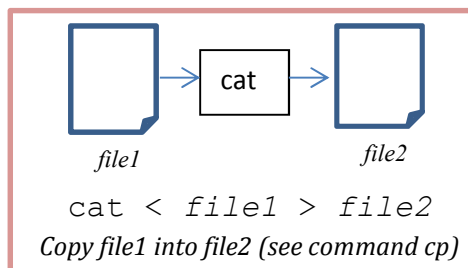 cat
file1
file2
cat < file1 > file2
Copy file1 into file2 (see command cp)